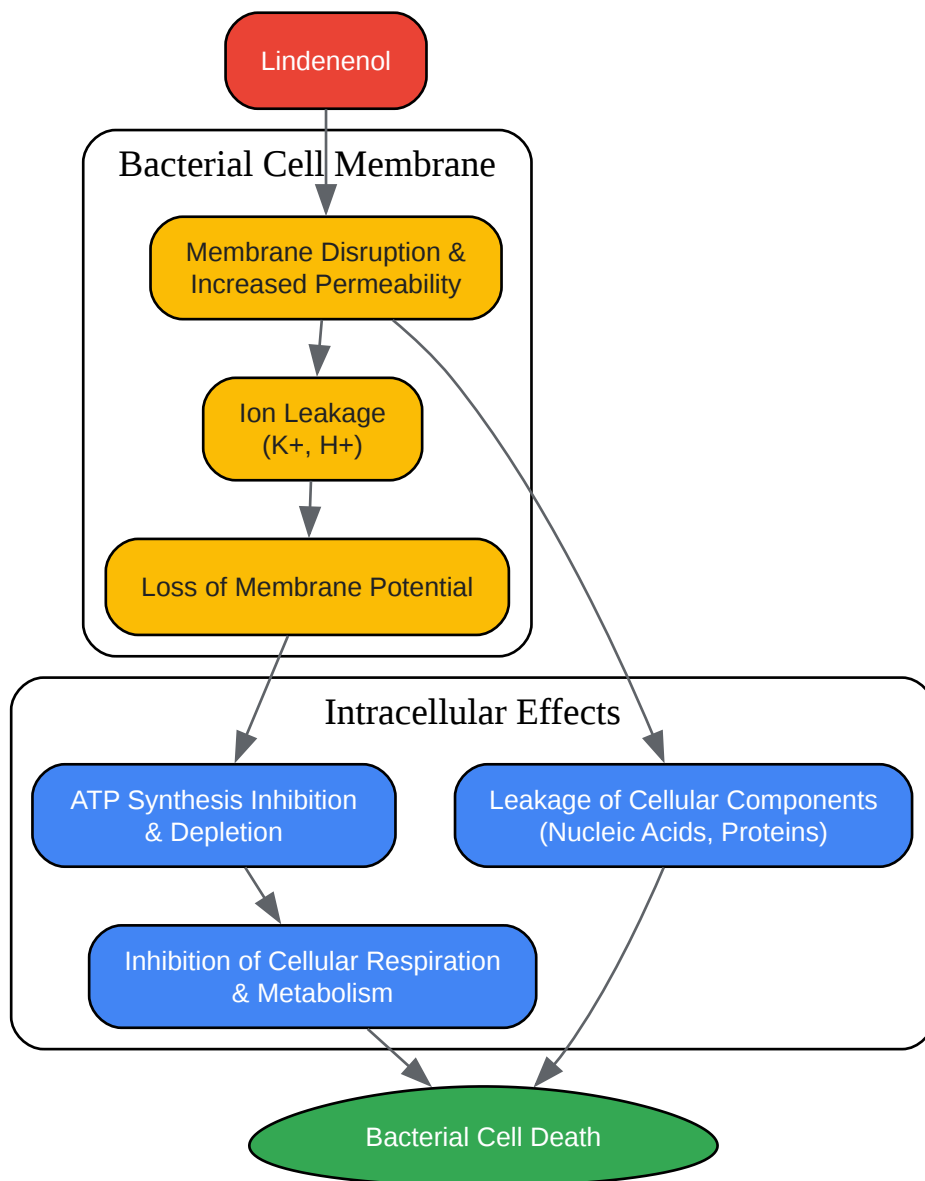 Lindenenol
Bacterial Cell Membrane
Membrane Disruption &
Increased Permeability
Ion Leakage
(K+, H+)
Loss of Membrane Potential
Intracellular Effects
ATP Synthesis Inhibition
& Depletion
Leakage of Cellular Components
(Nucleic Acids, Proteins)
Inhibition of Cellular Respiration
& Metabolism
Bacterial Cell Death